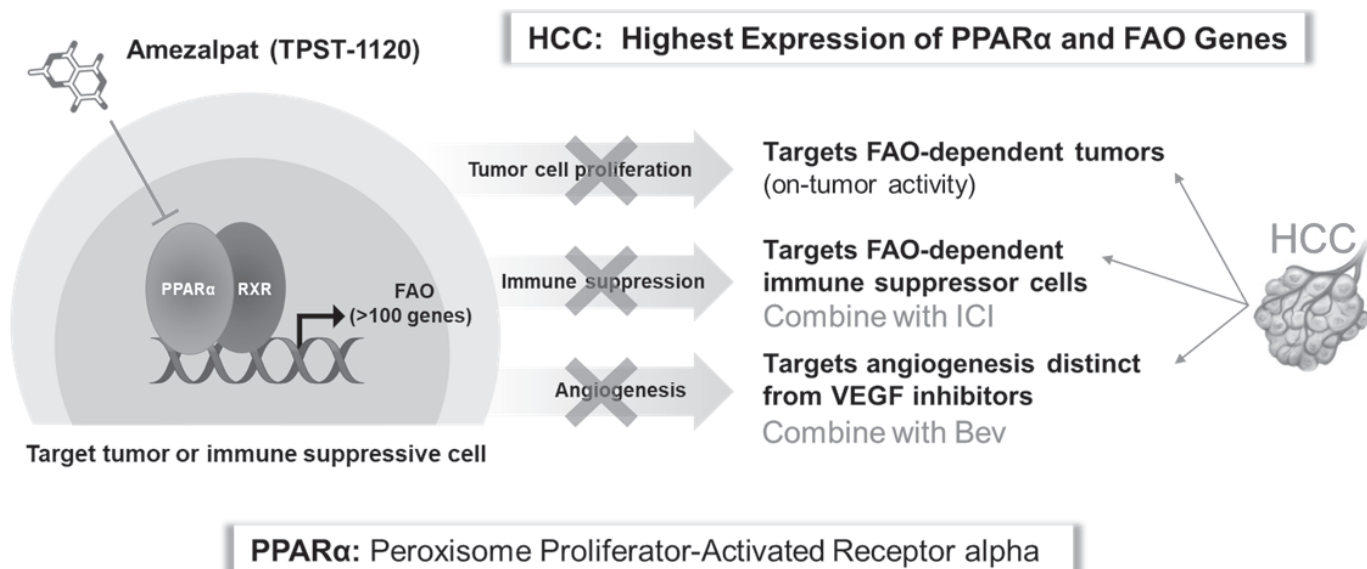 Amezalpat (TPST-1120)
HCC: Highest Expression of PPARα and FAO Genes
Tumor cell proliferation
Targets FAO-dependent tumors
(on-tumor activity)
Immune suppression
Targets FAO-dependent
immune suppressor cells
Combine with ICI
HCC
PPARα
RXR
FAO
(>100 genes)
Angiogenesis
Targets angiogenesis distinct
from VEGF inhibitors
Combine with Bev
Target tumor or immune suppressive cell
PPARα: Peroxisome Proliferator-Activated Receptor alpha